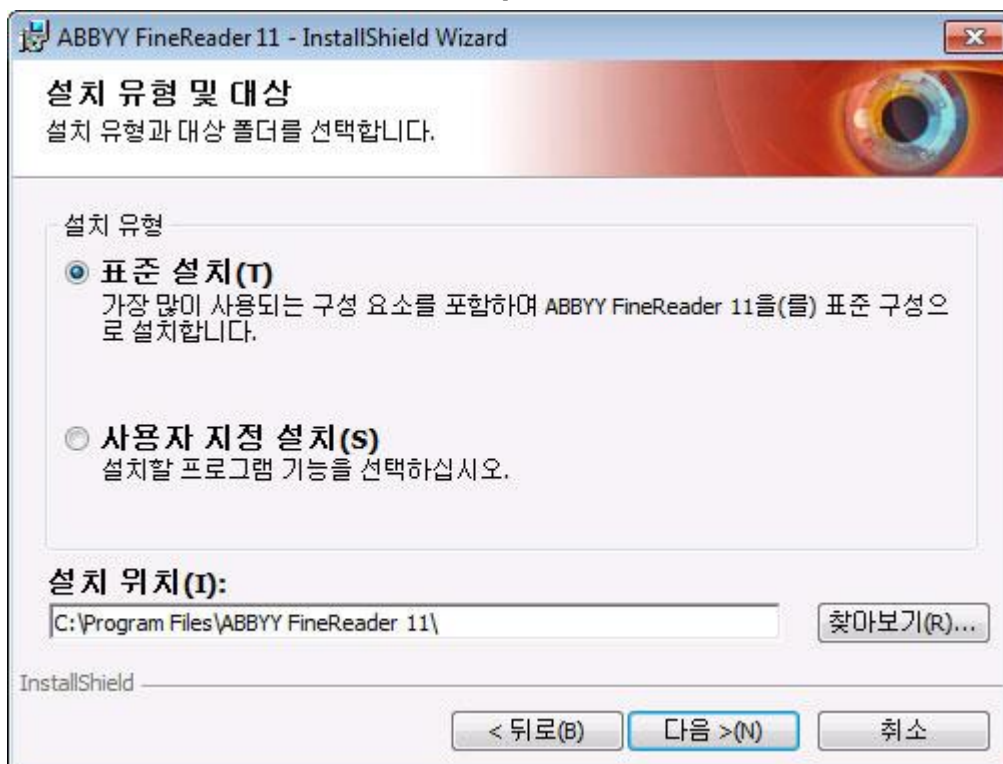 ABBYY FineReader 11 - InstallShield Wizard
설치 유형 및 대상
설치 유형과 대상 폴더를 선택합니다.
설치 유형
표준 설치(T)
가장 많이 사용되는 구성 요소를 포함하여 ABBYY FineReader 11을(를) 표준 구성으
로 설치합니다.
사용자 지정 설치(S)
설치할 프로그램 기능을 선택하십시오.
설치 위치(I):
C:\Program Files\ABBYY FineReader 11\
찾아보기(R)...
InstallShield
< 뒤로(B)
다음 >(N)
취소